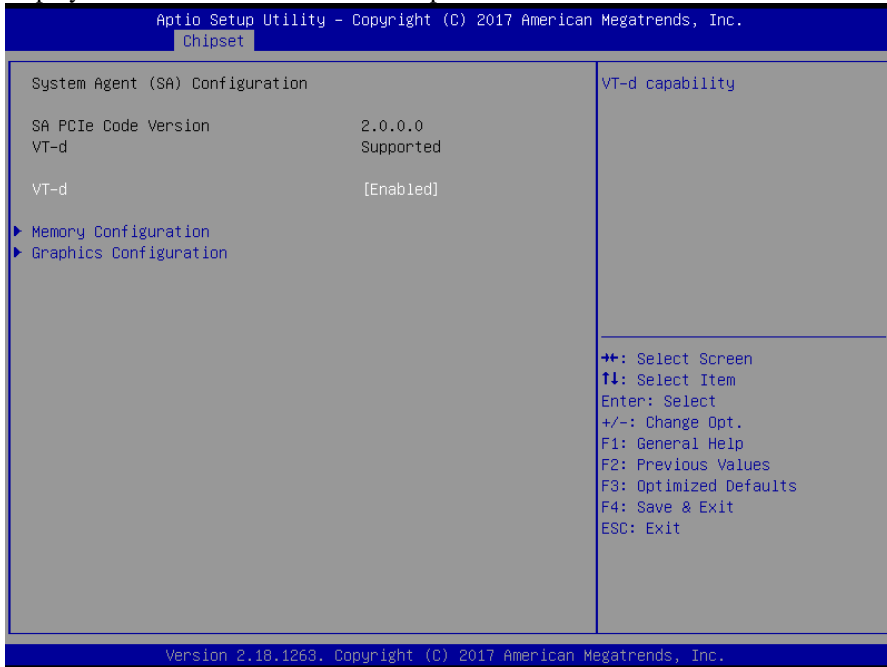 Aptio Setup Utility – Copyright (C) 2017 American Megatrends, Inc.
Chipset
System Agent (SA) Configuration
SA PCIe Code Version 2.0.0.0
VT-d Supported
VT-d [Enabled]
Memory Configuration
Graphics Configuration
VT-d capability
→←: Select Screen
↑↓: Select Item
Enter: Select
+/-: Change Opt.
F1: General Help
F2: Previous Values
F3: Optimized Defaults
F4: Save & Exit
ESC: Exit
Version 2.18.1263. Copyright (C) 2017 American Megatrends, Inc.